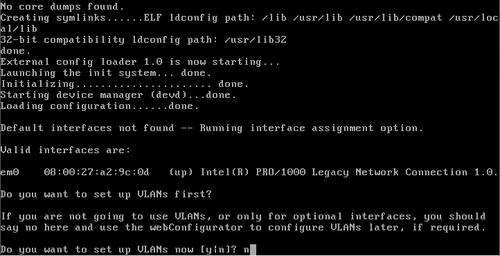 No core dumps found.
Creating symlinks......ELF ldconfig path: /lib /usr/lib /usr/lib/compat /usr/loc
al/lib
32-bit compatibility ldconfig path: /usr/lib32
done.
External config loader 1.0 is now starting...
Launching the init system... done.
Initializing...................... done.
Starting device manager (devd)...done.
Loading configuration......done.
Default interfaces not found -- Running interface assignment option.
Valid interfaces are:
em0    08:00:27:a2:9c:0d   (up) Intel(R) PRO/1000 Legacy Network Connection 1.0.
Do you want to set up VLANs first?
If you are not going to use VLANs, or only for optional interfaces, you should
say no here and use the webConfigurator to configure VLANs later, if required.
Do you want to set up VLANs now [y|n]? n